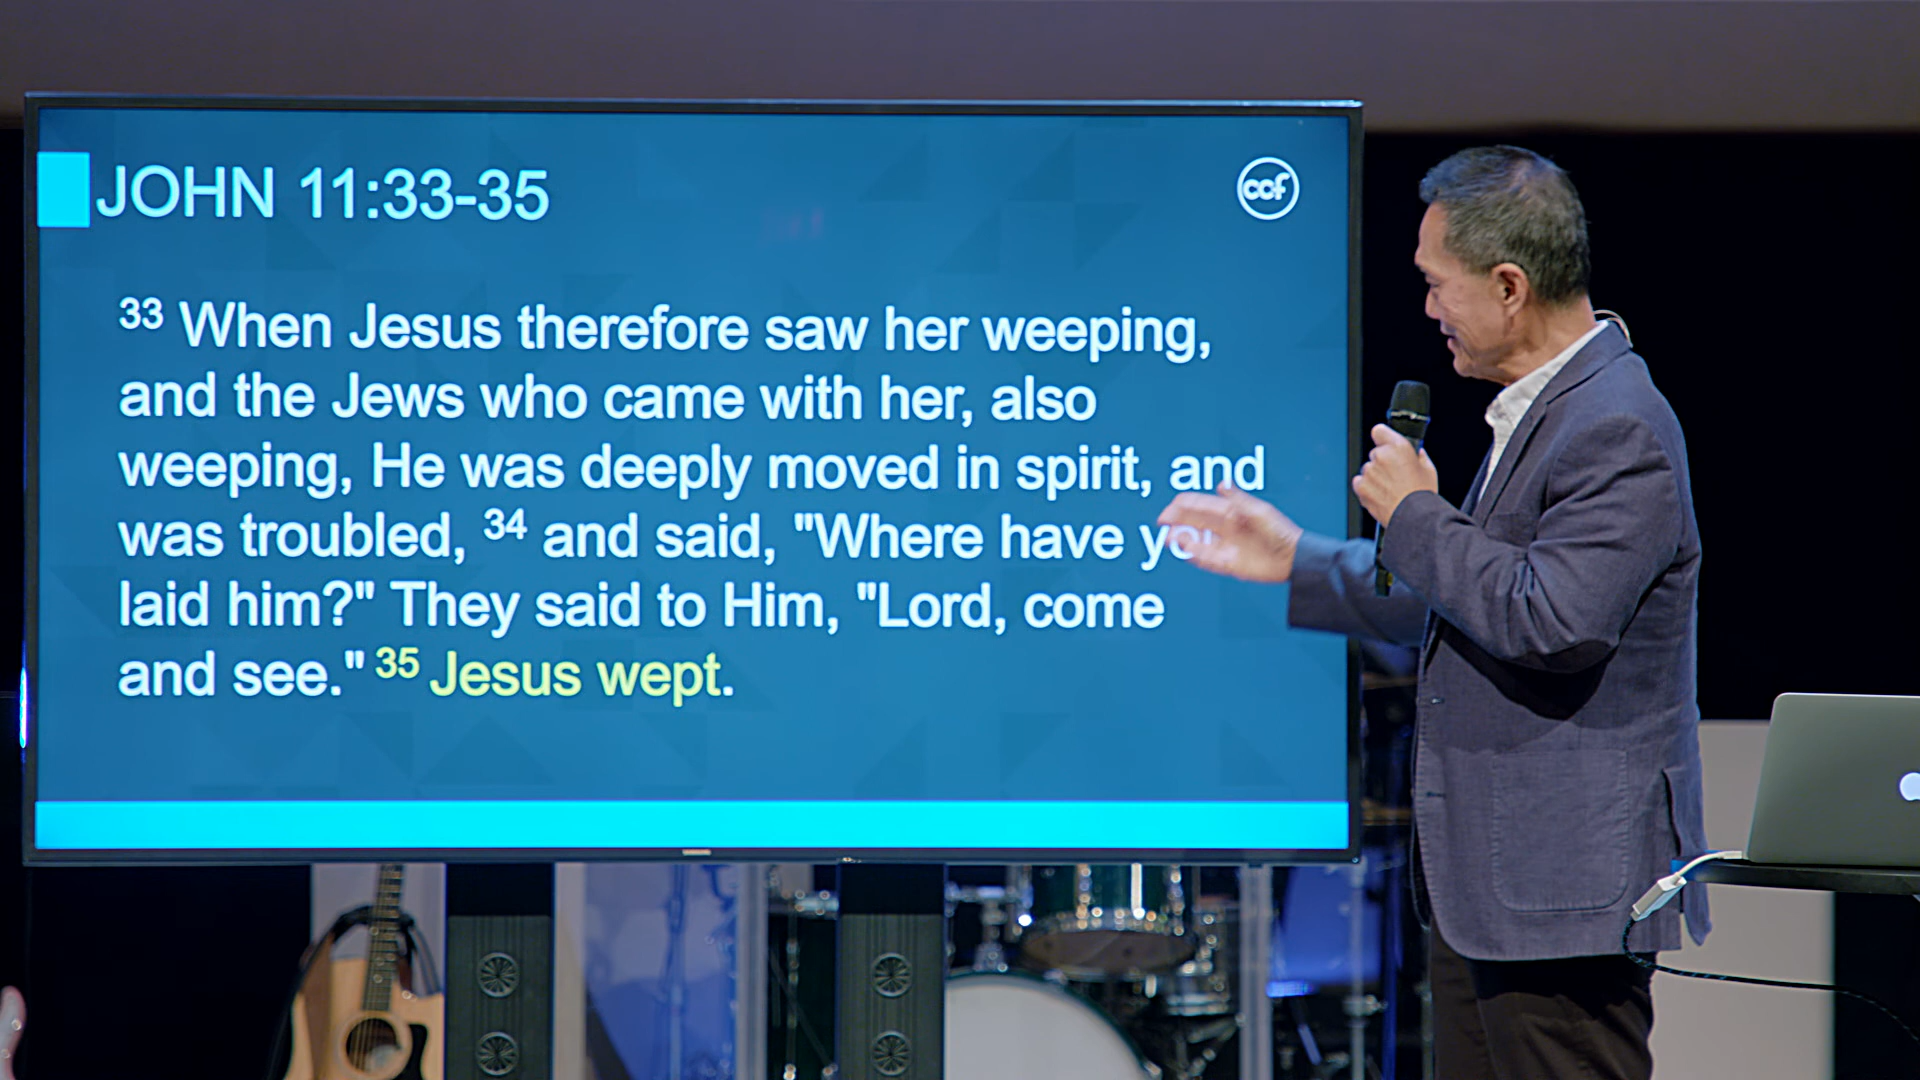 JOHN 11:33-35
ccf
33 When Jesus therefore saw her weeping,
and the Jews who came with her, also
weeping, He was deeply moved in spirit, and
was troubled, 34 and said, "Where have you
laid him?" They said to Him, "Lord, come
and see." 35 Jesus wept.